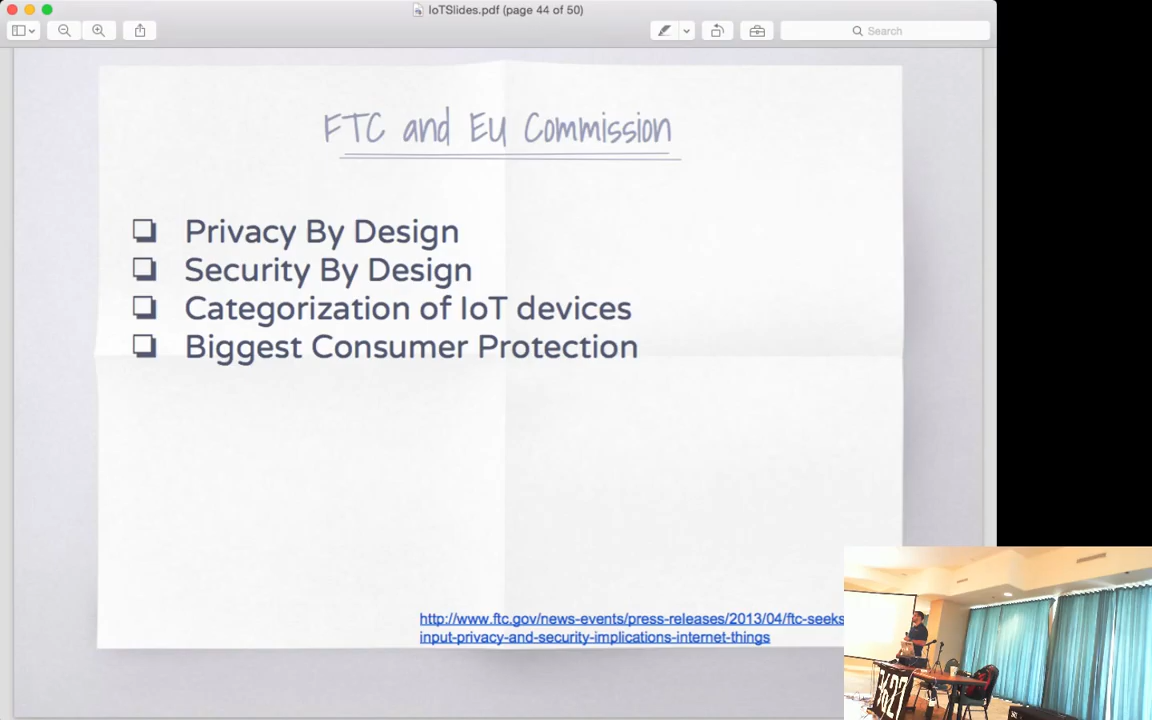 IoTSlides.pdf (page 44 of 50)
Search
FTC and EU Commission
❑ Privacy By Design
❑ Security By Design
❑ Categorization of IoT devices
❑ Biggest Consumer Protection
http://www.ftc.gov/news-events/press-releases/2013/04/ftc-seeks
input-privacy-and-security-implications-internet-things